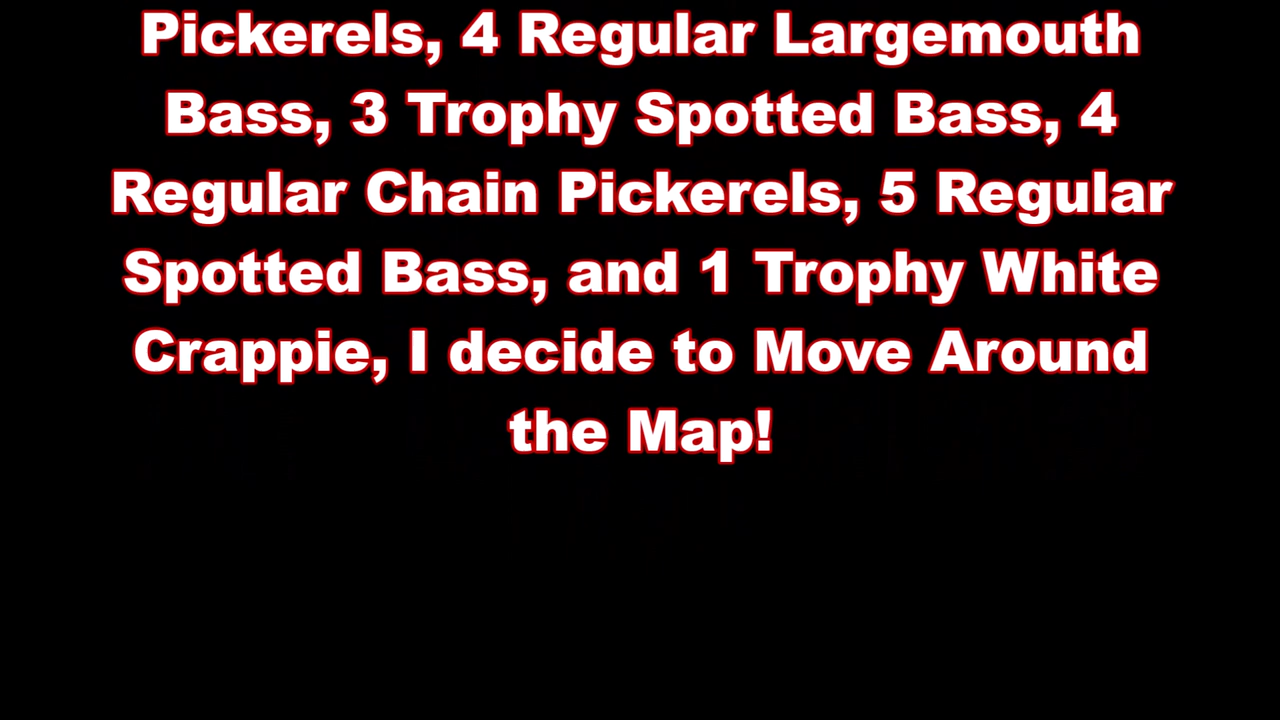 Pickerels, 4 Regular Largemouth
Bass, 3 Trophy Spotted Bass, 4
Regular Chain Pickerels, 5 Regular
Spotted Bass, and 1 Trophy White
Crappie, I decide to Move Around
the Map!